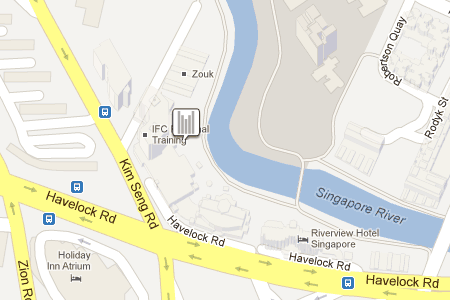 Zouk
Robertson Quay
Rodyk St
IFC
Training
Kim Seng Rd
Singapore River
Havelock Rd
Havelock Rd
Riverview Hotel
Singapore
Holiday
Inn Atrium
Havelock Rd
Havelock Rd
Zion